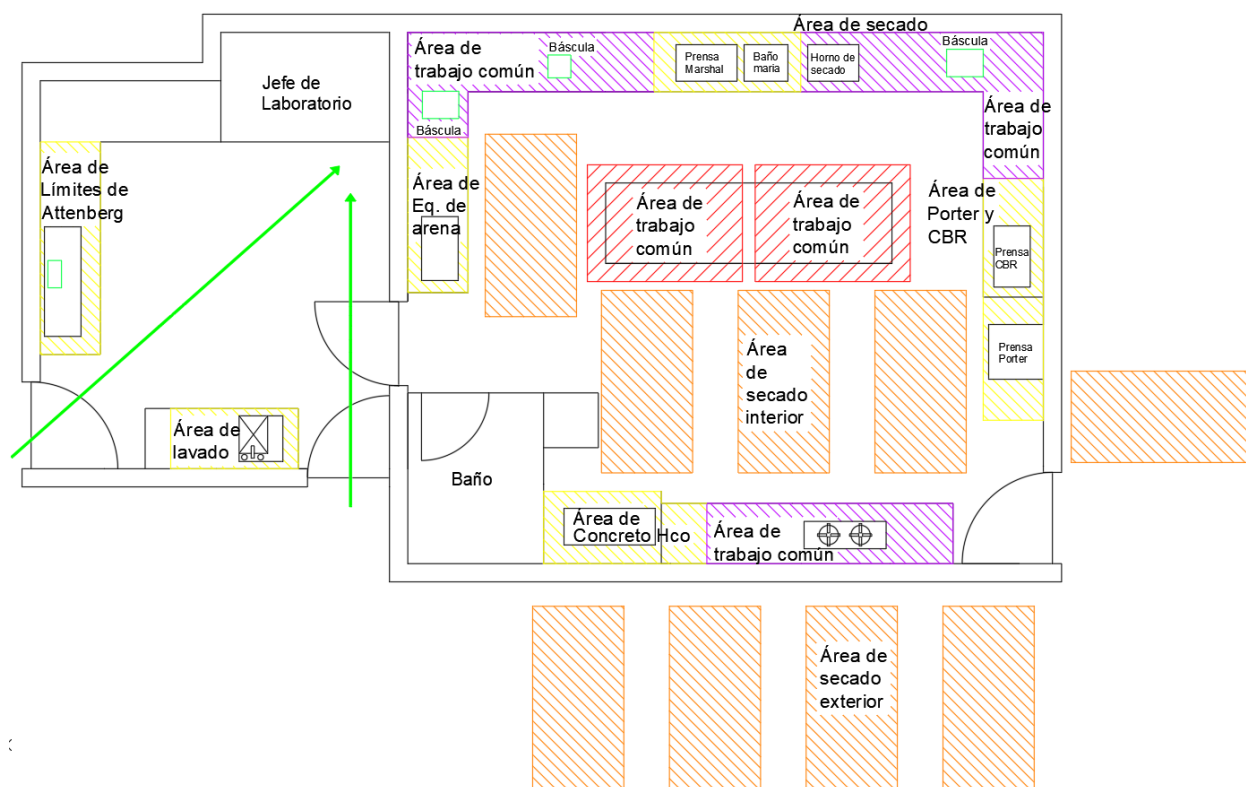 Área de secado
Área de
trabajo común
Báscula
Báscula
Prensa
Marshal
Baño
maria
Horno de
secado
Báscula
Jefe de
Laboratorio
Área de
trabajo
común
Área de
Límites de
Attenberg
Área de
Eq. de
arena
Área de
trabajo
común
Área de
trabajo
común
Área de
Porter y
CBR
Prensa
CBR
Prensa
Porter
Área
de
secado
interior
Área de
lavado
Baño
Área de
Concreto Hco
Área de
trabajo común
Área de
secado
exterior